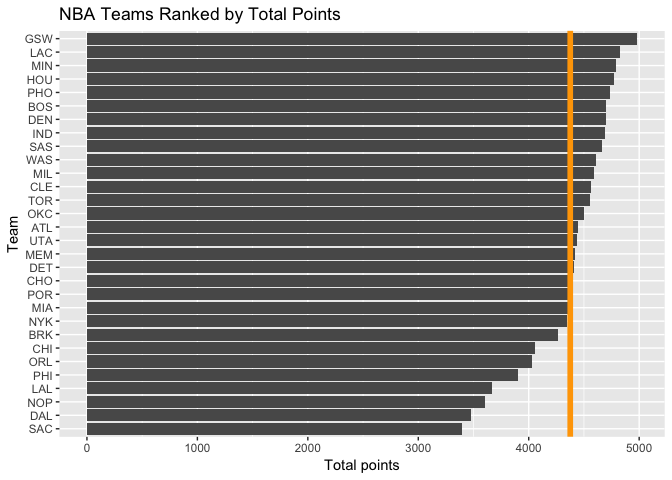 NBA Teams Ranked by Total Points
GSW
LAC
MIN
HOU
PHO
BOS
DEN
IND
SAS
WAS
MIL
CLE
TOR
OKC
ATL
UTA
MEM
DET
CHO
POR
MIA
NYK
BRK
CHI
ORL
PHI
LAL
NOP
DAL
SAC
Team
0 1000 2000 3000 4000 5000
Total points